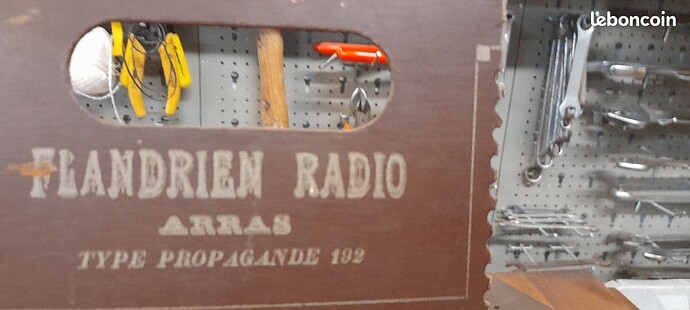 leboncoin
FLANDRIEN RADIO
ARRAS
TYPE PROPAGANDE 192